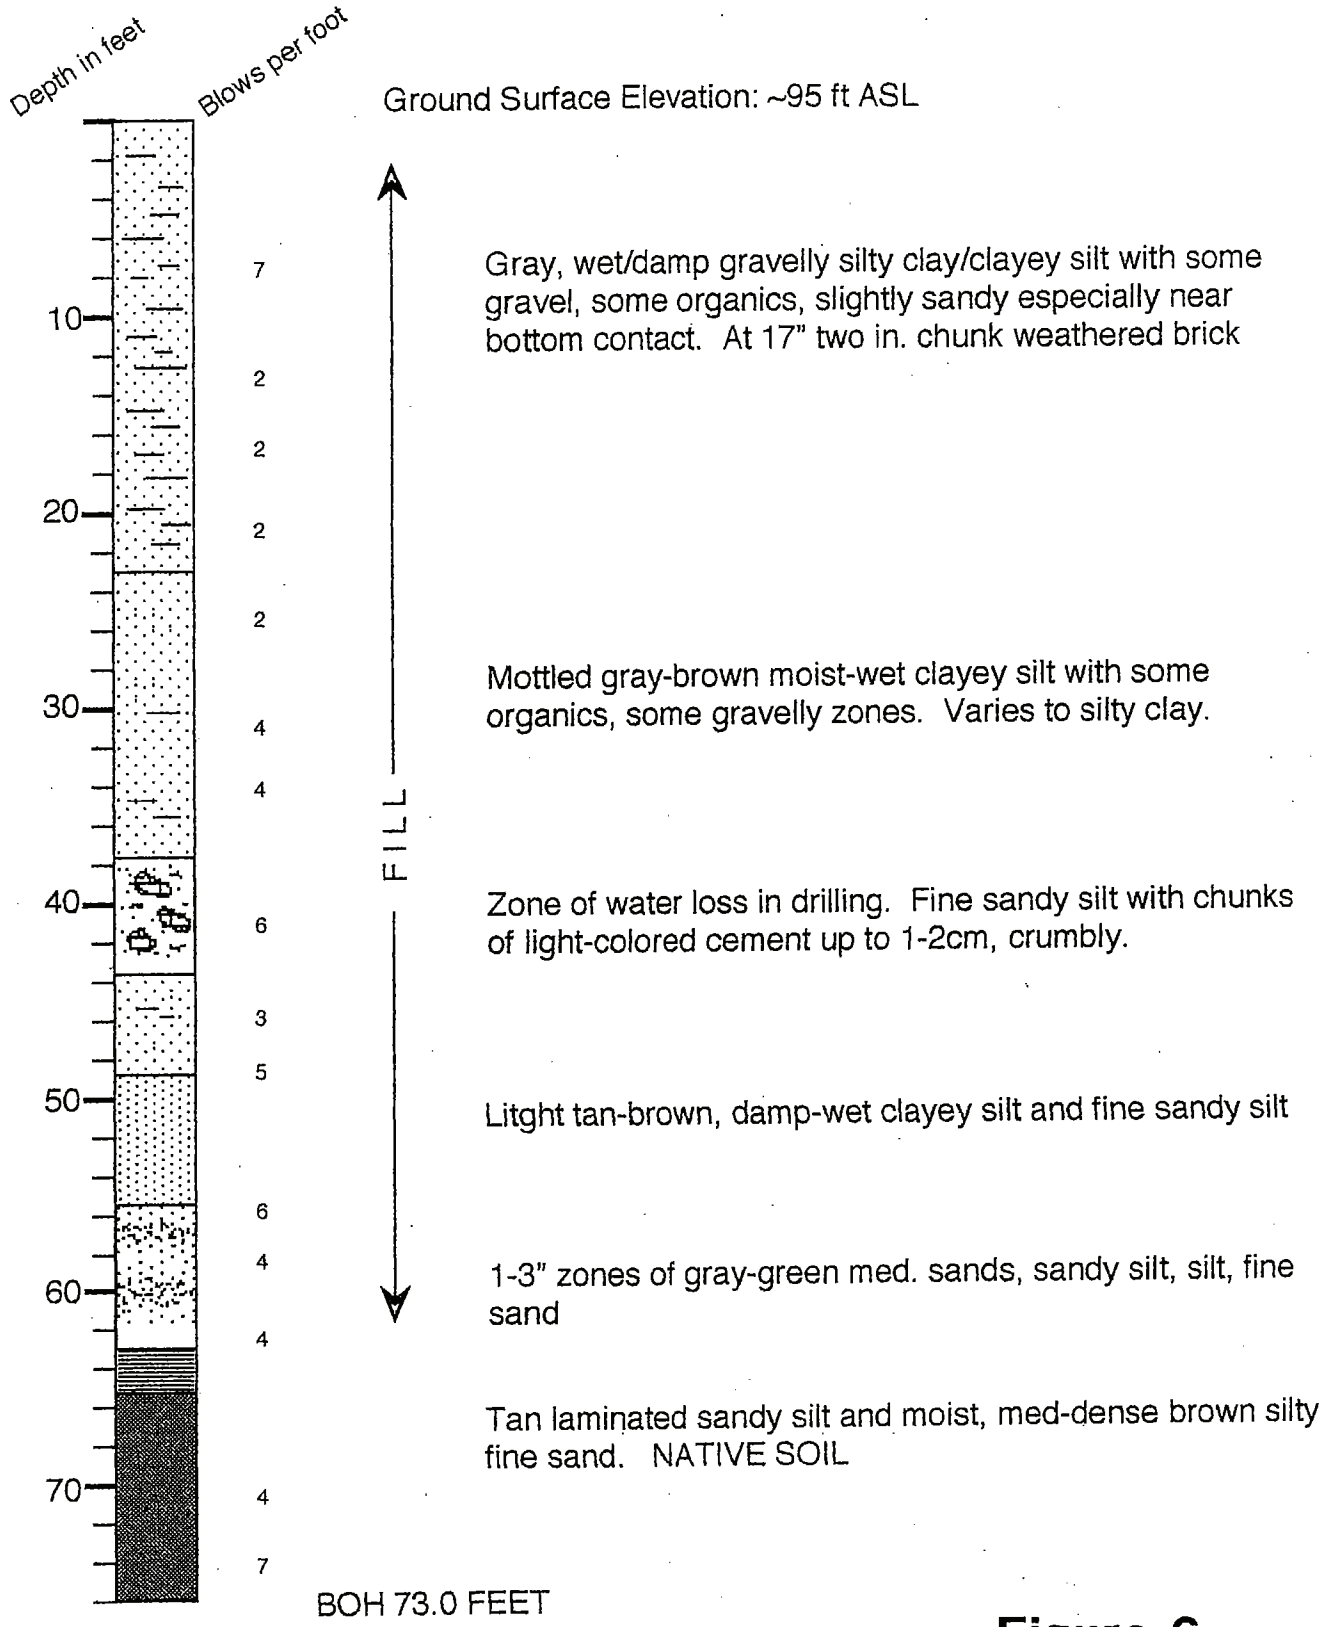 Depth in feet
Blows per foot
Ground Surface Elevation: ~95 ft ASL
7
Gray, wet/damp gravelly silty clay/clayey silt with some
gravel, some organics, slightly sandy especially near
bottom contact. At 17" two in. chunk weathered brick
10
2
2
20
2
2
Mottled gray-brown moist-wet clayey silt with some
organics, some gravelly zones. Varies to silty clay.
30
4
4
FILL
Zone of water loss in drilling. Fine sandy silt with chunks
of light-colored cement up to 1-2cm, crumbly.
40
6
3
5
50
Litght tan-brown, damp-wet clayey silt and fine sandy silt
6
4
1-3" zones of gray-green med. sands, sandy silt, silt, fine
sand
60
4
Tan laminated sandy silt and moist, med-dense brown silty
fine sand. NATIVE SOIL
70
4
7
BOH 73.0 FEET
Figure 6